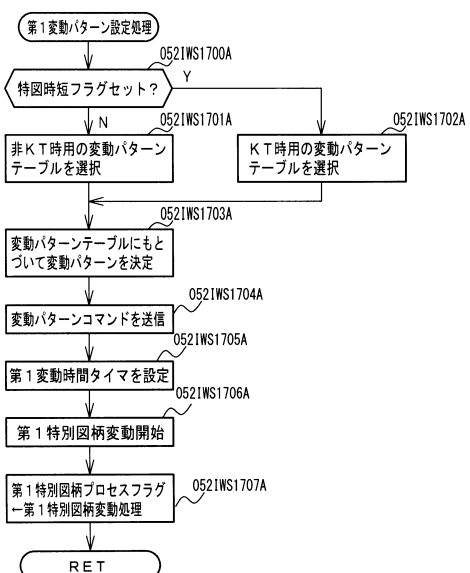 第1変動パターン設定処理
052IWS1700A
特図時短フラグセット？
Y
N
052IWS1701A
052IWS1702A
非KT時用の変動パターン
テーブルを選択
KT時用の変動パターン
テーブルを選択
052IWS1703A
変動パターンテーブルにもと
づいて変動パターンを決定
052IWS1704A
変動パターンコマンドを送信
052IWS1705A
第1変動時間タイマを設定
052IWS1706A
第1特別図柄変動開始
第1特別図柄プロセスフラグ
←第1特別図柄変動処理
052IWS1707A
RET